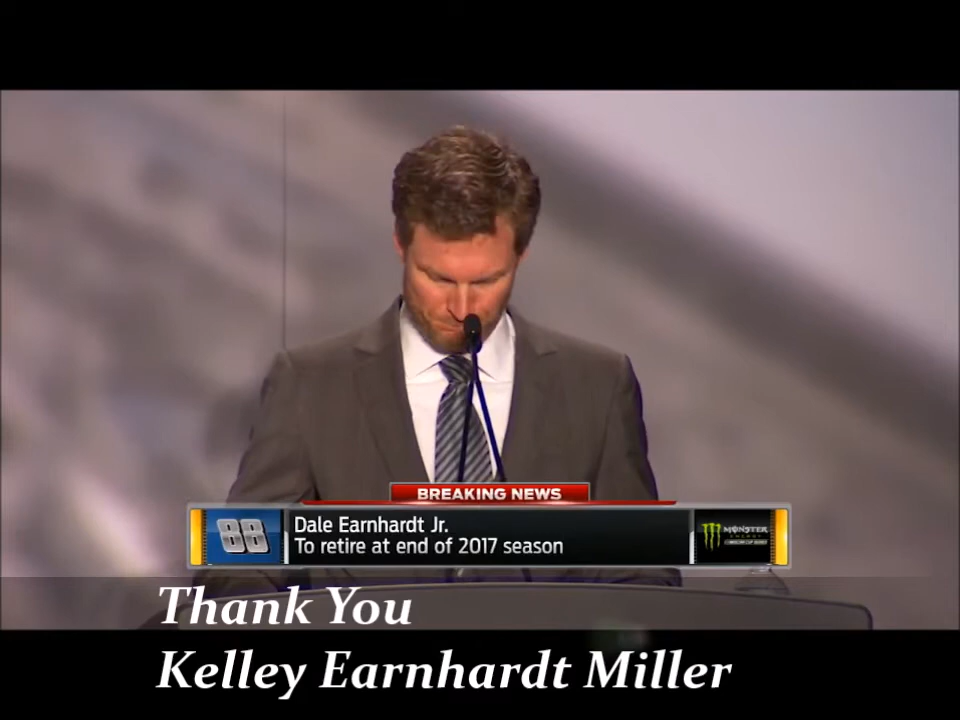 BREAKING NEWS
88
Dale Earnhardt Jr.
To retire at end of 2017 season
MONSTER
ENERGY
Thank You
Kelley Earnhardt Miller